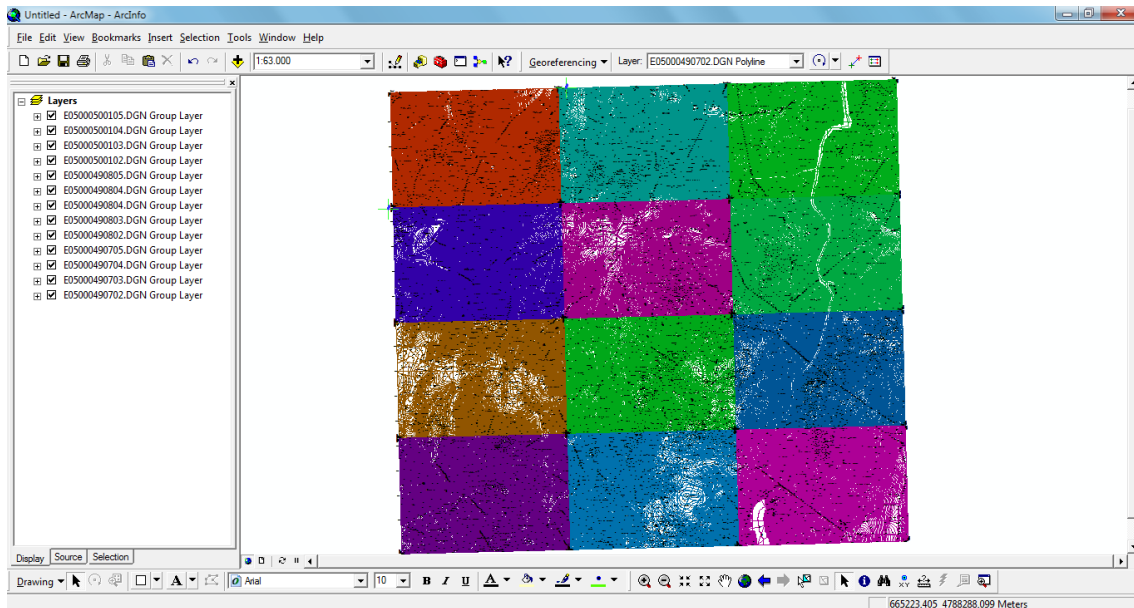 Untitled - ArcMap - ArcInfo
File Edit View Bookmarks Insert Selection Tools Window Help
1:63.000 Georeferencing Layer: E05000490702.DGN Polyline
Layers
E05000500105.DGN Group Layer
E05000500104.DGN Group Layer
E05000500103.DGN Group Layer
E05000500102.DGN Group Layer
E05000490805.DGN Group Layer
E05000490804.DGN Group Layer
E05000490804.DGN Group Layer
E05000490803.DGN Group Layer
E05000490802.DGN Group Layer
E05000490705.DGN Group Layer
E05000490704.DGN Group Layer
E05000490703.DGN Group Layer
E05000490702.DGN Group Layer
Display Source Selection
Drawing A Arial 10 B I U A XY
665223.405 4788288.099 Meters